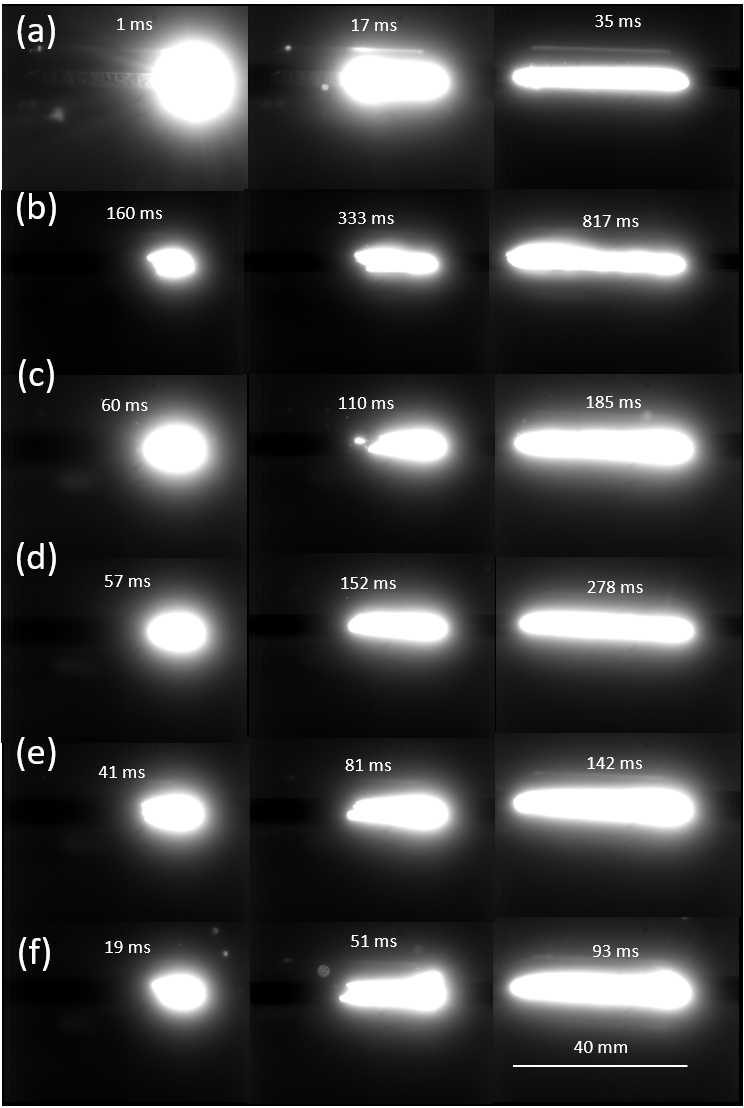 (a) 1 ms 17 ms 35 ms
(b) 160 ms 333 ms 817 ms
(c) 60 ms 110 ms 185 ms
(d) 57 ms 152 ms 278 ms
(e) 41 ms 81 ms 142 ms
(f) 19 ms 51 ms 93 ms
40 mm